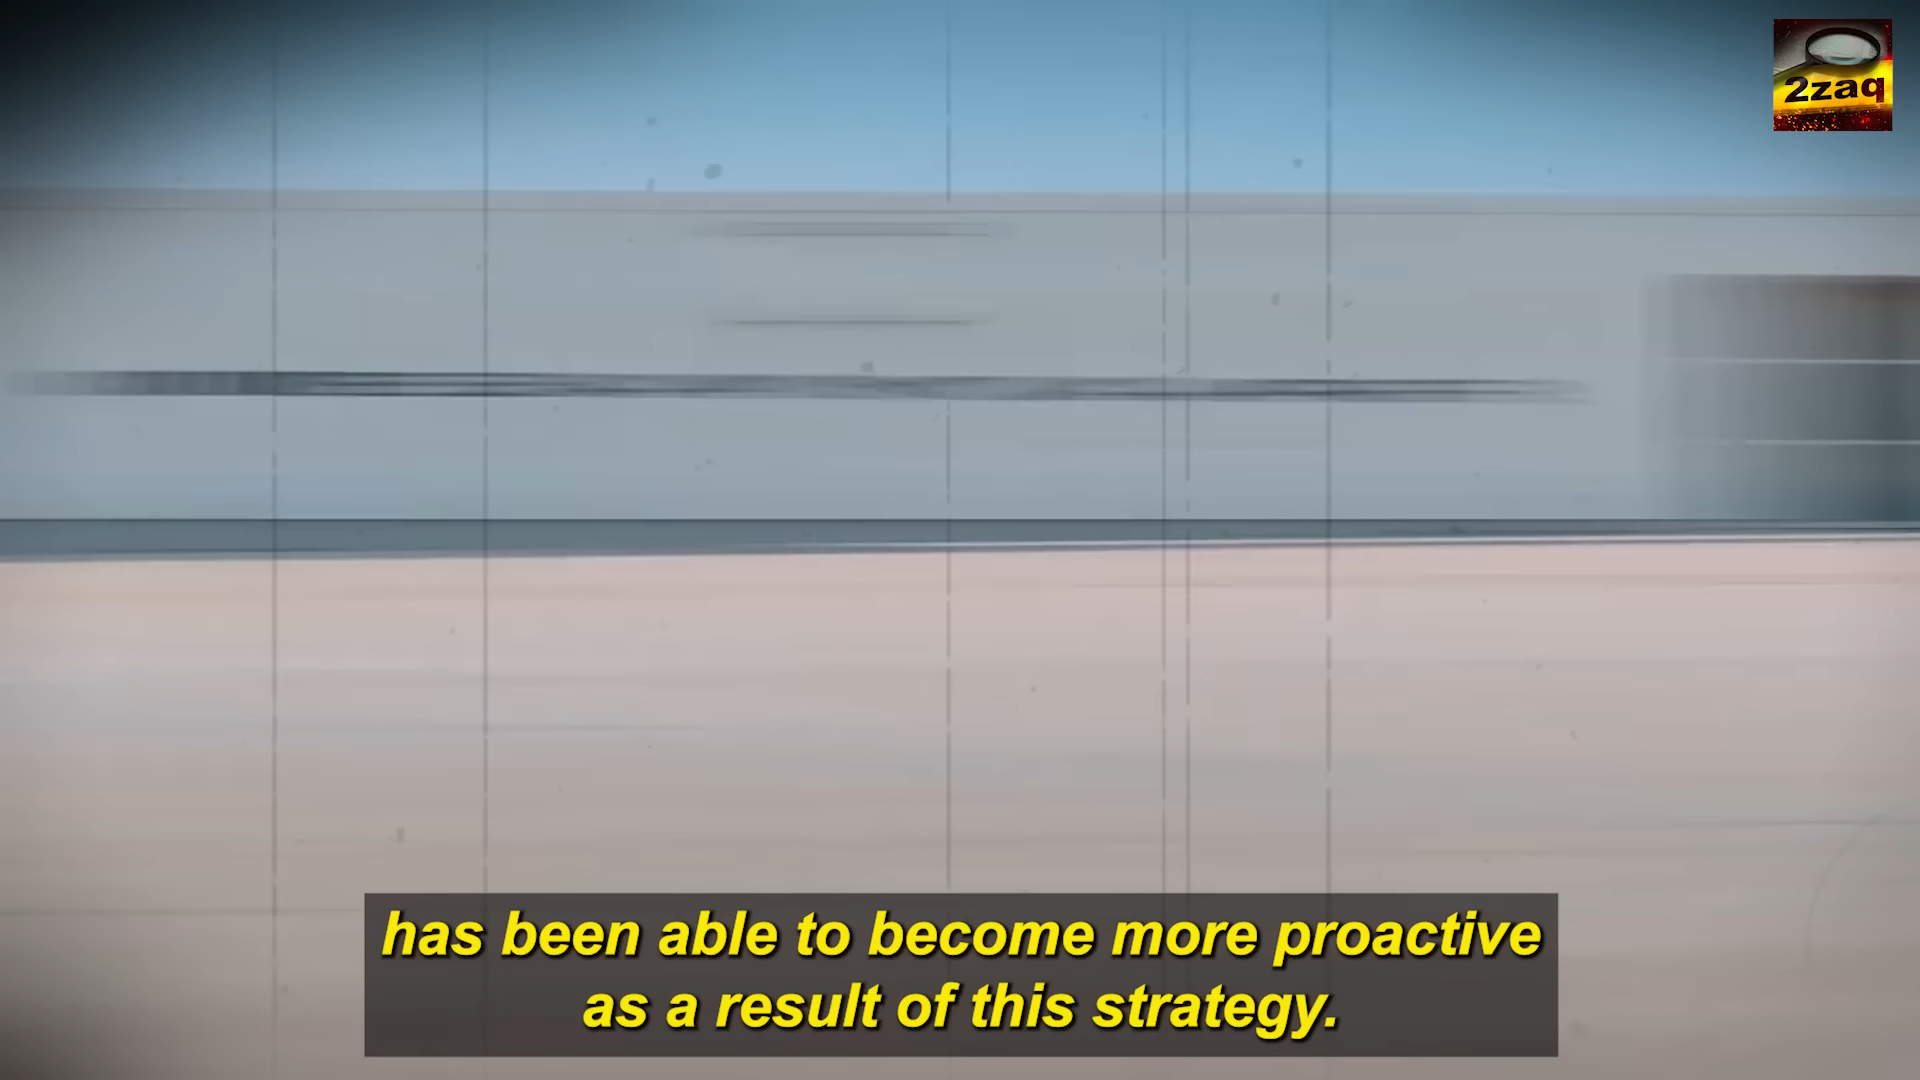 2zaq
has been able to become more proactive
as a result of this strategy.